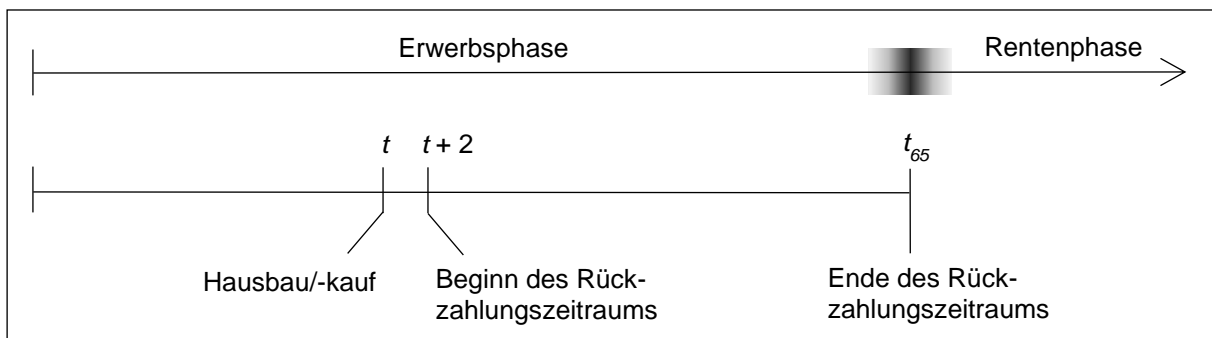 Erwerbsphase
Rentenphase
t
t + 2
t65
Hausbau/-kauf
Beginn des Rück-
zahlungszeitraums
Ende des Rück-
zahlungszeitraums